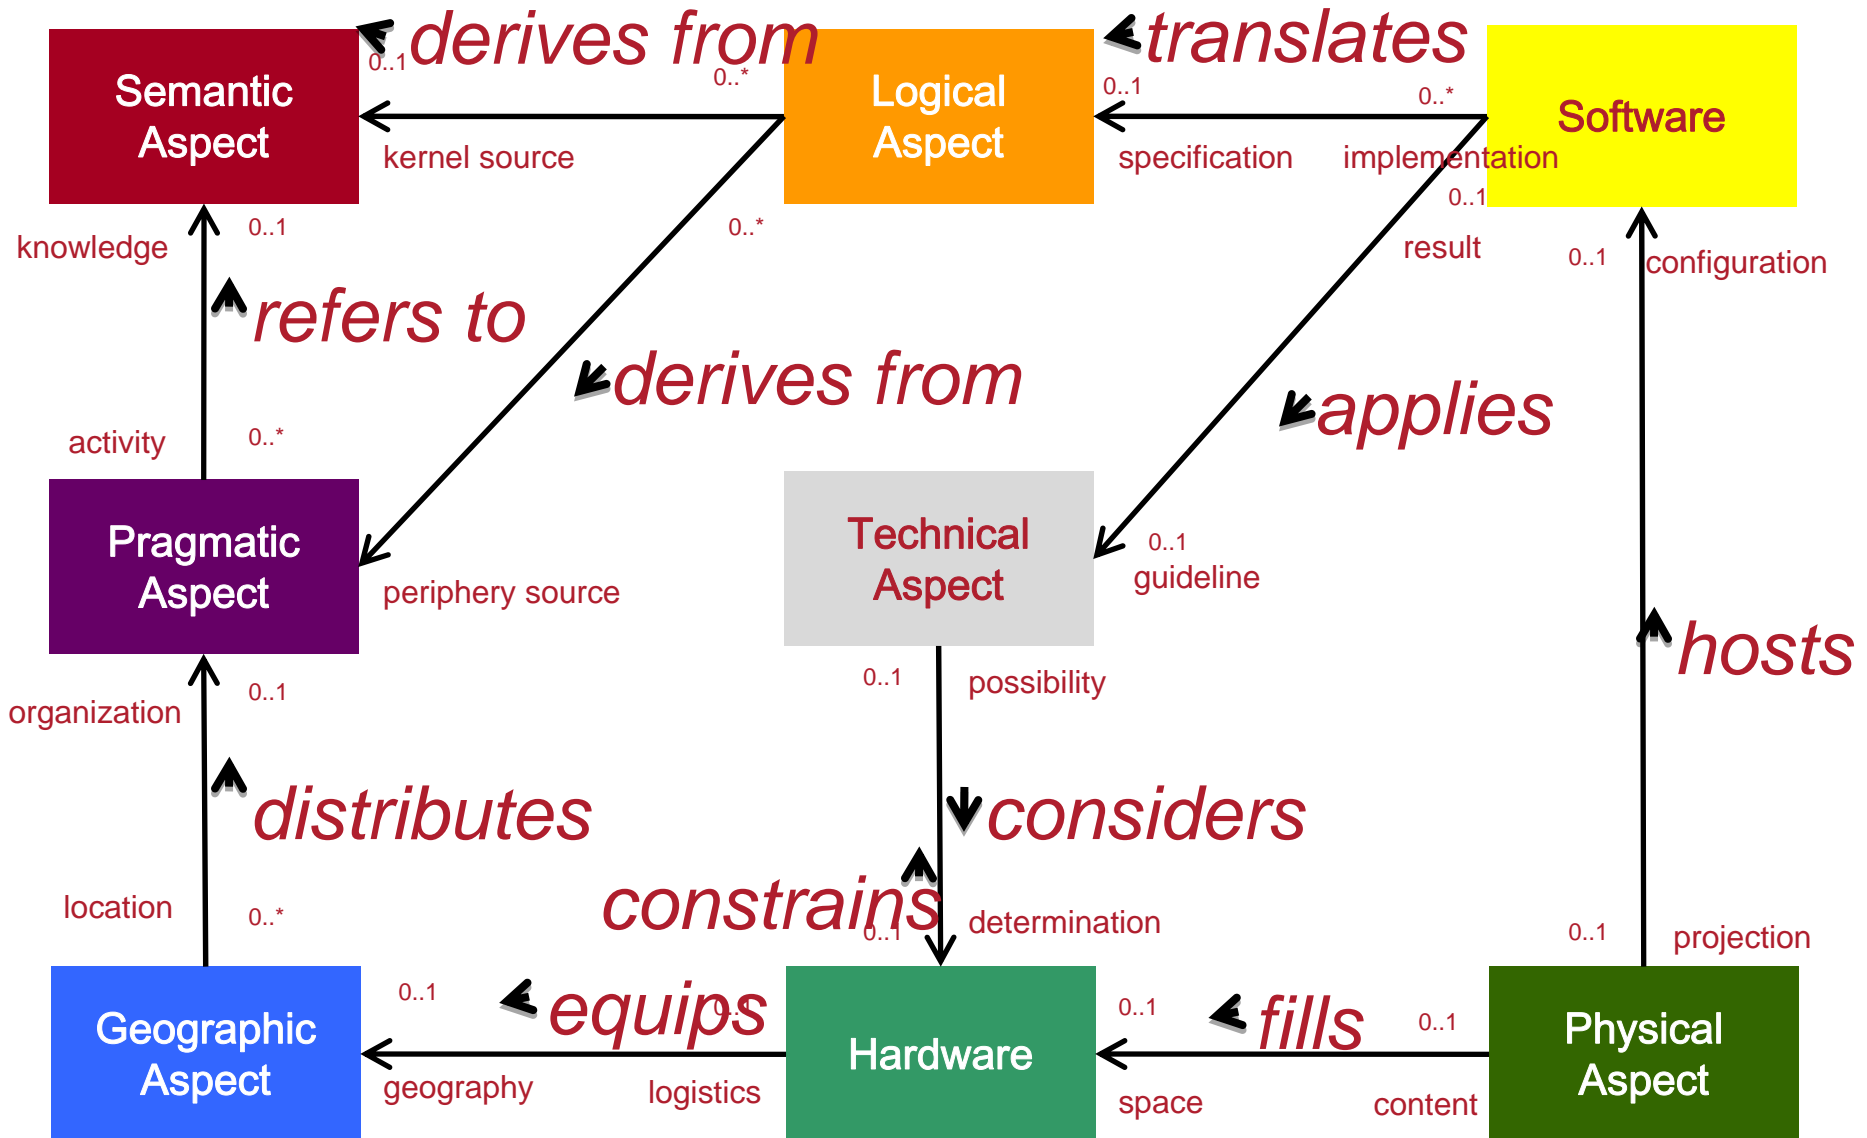 derives from
translates
0..1
0..*
0..1
0..*
Semantic
Aspect
Logical
Aspect
Software
kernel source
specification
implementation
0..1
0..1
0..*
knowledge
result
0..1
configuration
refers to
derives from
applies
activity
0..*
Pragmatic
Aspect
Technical
Aspect
0..1
guideline
periphery source
hosts
0..1
organization
0..1
possibility
distributes
considers
constrains
location
0..*
0..1
determination
0..1
projection
0..1
equips
0..1
fills
0..1
Geographic
Aspect
Hardware
Physical
Aspect
geography
logistics
space
content